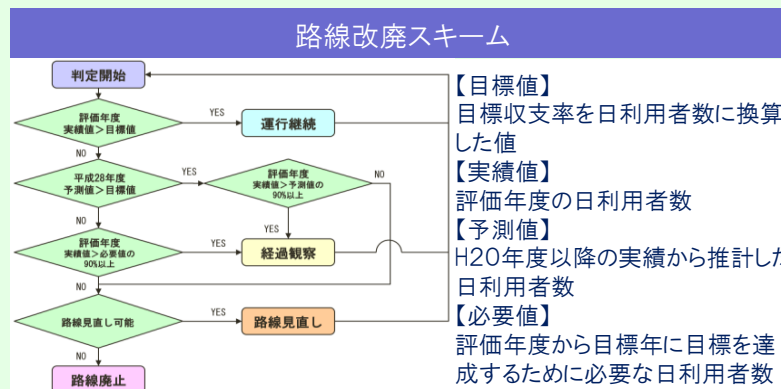 路線改廃スキーム
判定開始
評価年度
実績値>目標値
YES
運行継続
NO
平成28年度
予測値>目標値
YES
評価年度
実績値>予測値の
90%以上
NO
NO
YES
評価年度
実績値>必要値の
90%以上
YES
経過観察
NO
路線見直し可能
YES
路線見直し
NO
路線廃止
【目標値】
目標収支率を日利用者数に換算
した値
【実績値】
評価年度の日利用者数
【予測値】
H20年度以降の実績から推計した
日利用者数
【必要値】
評価年度から目標年に目標を達
成するために必要な日利用者数